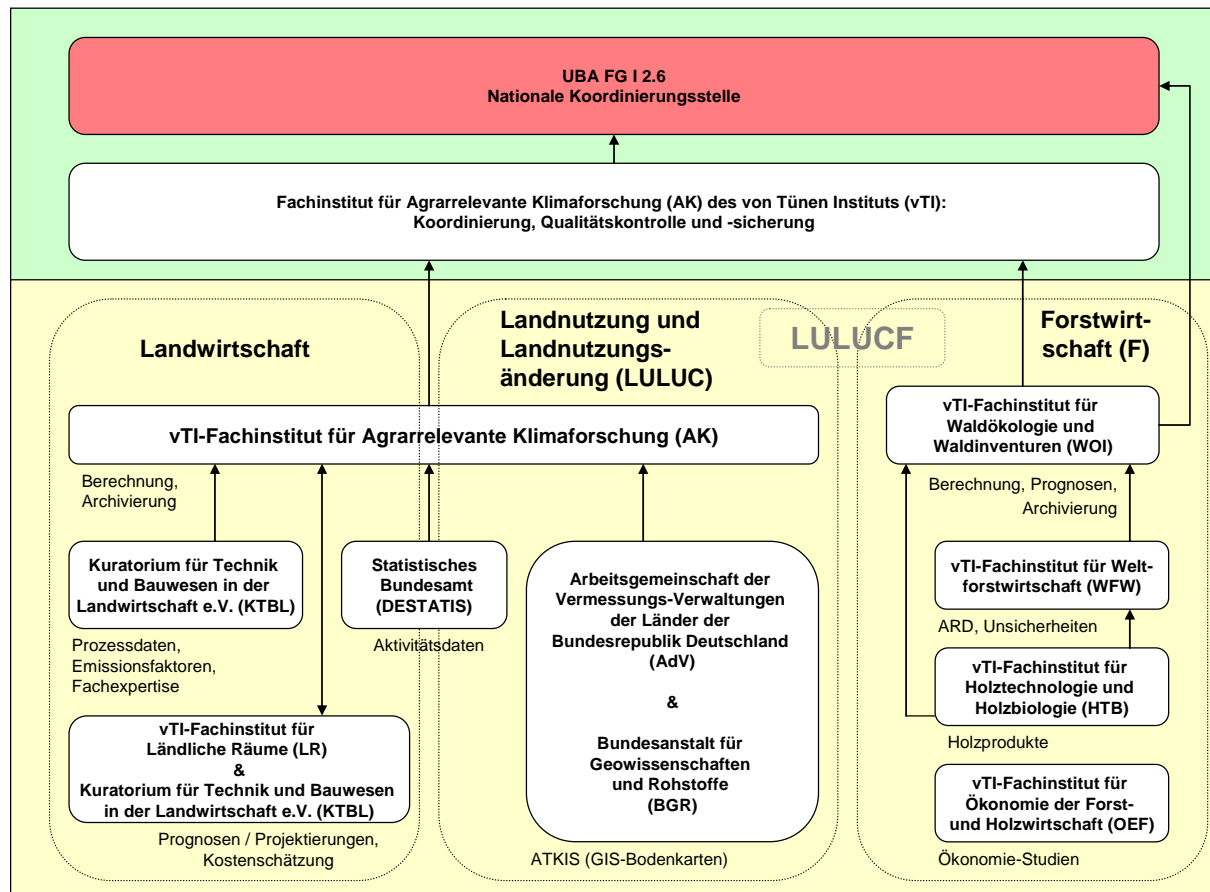 UBA FG I 2.6
Nationale Koordinierungsstelle
Fachinstitut für Agrarrelevante Klimaforschung (AK) des von Tünen Instituts (vTI):
Koordinierung, Qualitätskontrolle und -sicherung
Landwirtschaft
Landnutzung und
Landnutzungs-
änderung (LULUC)
LULUCF
Forstwirt-
schaft (F)
vTI-Fachinstitut für Agrarrelevante Klimaforschung (AK)
Berechnung,
Archivierung
Kuratorium für Technik
und Bauwesen in der
Landwirtschaft e.V. (KTBL)
Prozessdaten,
Emissionsfaktoren,
Fachexpertise
vTI-Fachinstitut für
Ländliche Räume (LR)
&
Kuratorium für Technik und Bauwesen
in der Landwirtschaft e.V. (KTBL)
Prognosen / Projektierungen,
Kostenschätzung
Statistisches
Bundesamt
(DESTATIS)
Aktivitätsdaten
Arbeitsgemeinschaft der
Vermessungs-Verwaltungen
der Länder der
Bundesrepublik Deutschland
(AdV)
&
Bundesanstalt für
Geowissenschaften
und Rohstoffe
(BGR)
ATKIS (GIS-Bodenkarten)
vTI-Fachinstitut für
Waldökologie und
Waldinventuren (WOI)
Berechnung, Prognosen,
Archivierung
vTI-Fachinstitut für Welt-
forstwirtschaft (WFW)
ARD, Unsicherheiten
vTI-Fachinstitut für
Holztechnologie und
Holzbiologie (HTB)
Holzprodukte
vTI-Fachinstitut für
Ökonomie der Forst-
und Holzwirtschaft (OEF)
Ökonomie-Studien